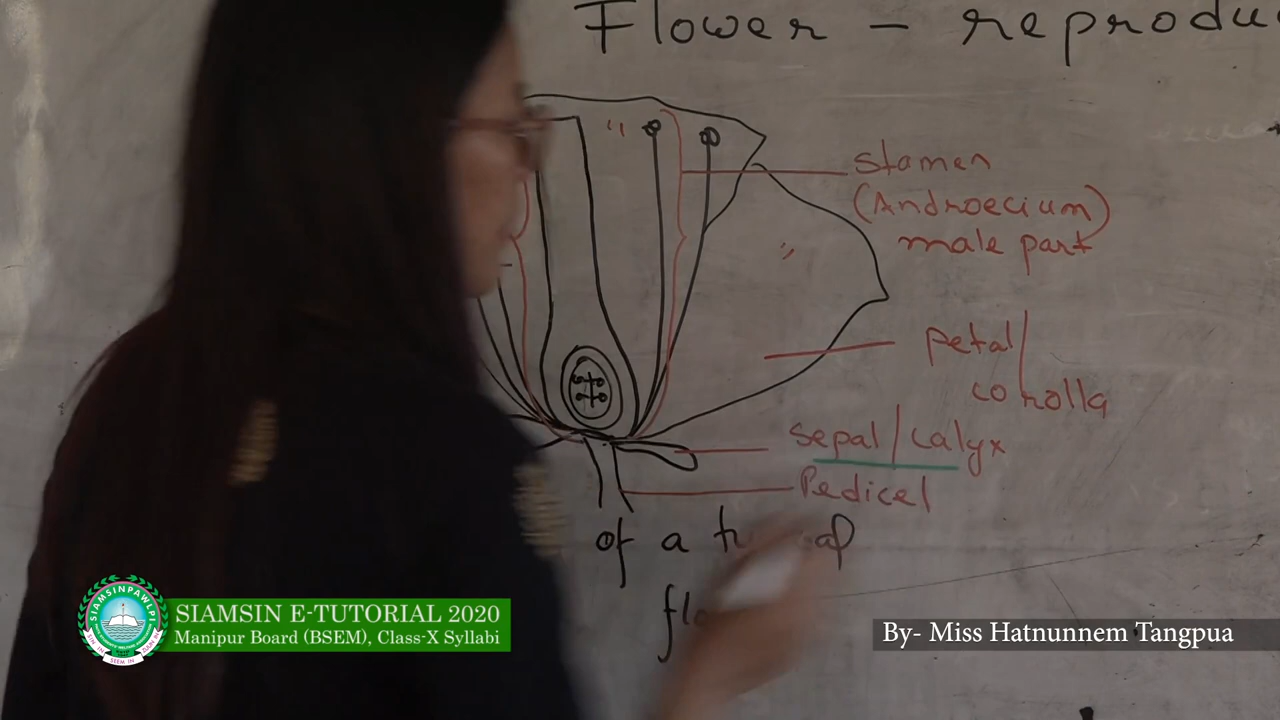 Flower - reprodu
stamen
(Androecium)
male part
petal/
corolla
sepal/calyx
Pedicel
of a
SIAMSINPAWLPI
SIAMSIN E-TUTORIAL 2020
Manipur Board (BSEM), Class-X Syllabi
By- Miss Hatnunnem Tangpua